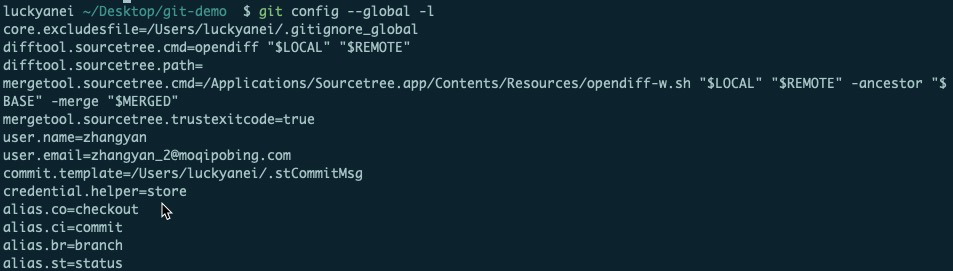 luckyanei ~/Desktop/git-demo  $ git config --global -l
core.excludesfile=/Users/luckyanei/.gitignore_global
difftool.sourcetree.cmd=opendiff "$LOCAL" "$REMOTE"
difftool.sourcetree.path=
mergetool.sourcetree.cmd=/Applications/Sourcetree.app/Contents/Resources/opendiff-w.sh "$LOCAL" "$REMOTE" -ancestor "$
BASE" -merge "$MERGED"
mergetool.sourcetree.trustexitcode=true
user.name=zhangyan
user.email=zhangyan_2@moqipobing.com
commit.template=/Users/luckyanei/.stCommitMsg
credential.helper=store
alias.co=checkout
alias.ci=commit
alias.br=branch
alias.st=status